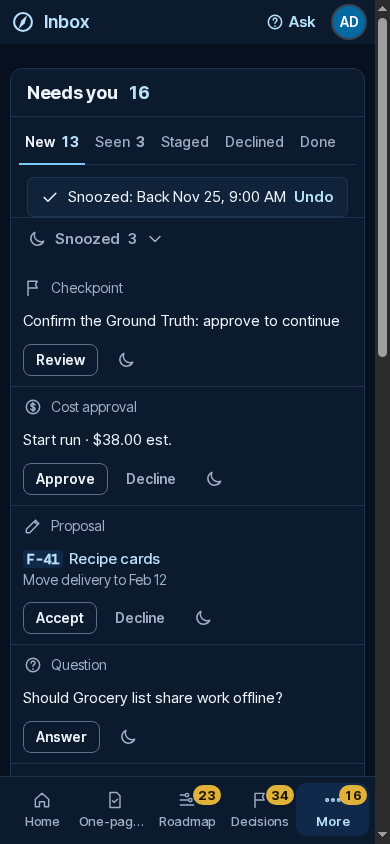 Inbox
Ask
AD
Needs you 16
New 13 Seen 3 Staged Declined Done
Snoozed: Back Nov 25, 9:00 AM Undo
Snoozed 3
Checkpoint
Confirm the Ground Truth: approve to continue
Review
Cost approval
Start run · $38.00 est.
Approve Decline
Proposal
F-41 Recipe cards
Move delivery to Feb 12
Accept Decline
Question
Should Grocery list share work offline?
Answer
23 34 16
Home One-pag… Roadmap Decisions More